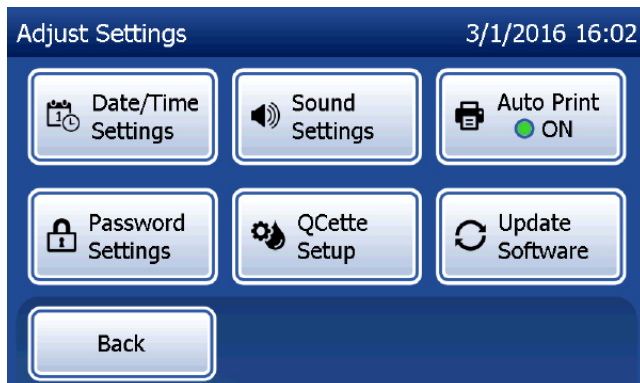 Adjust Settings 3/1/2016 16:02
Date/Time
Settings
Sound
Settings
Auto Print
ON
Password
Settings
QCette
Setup
Update
Software
Back